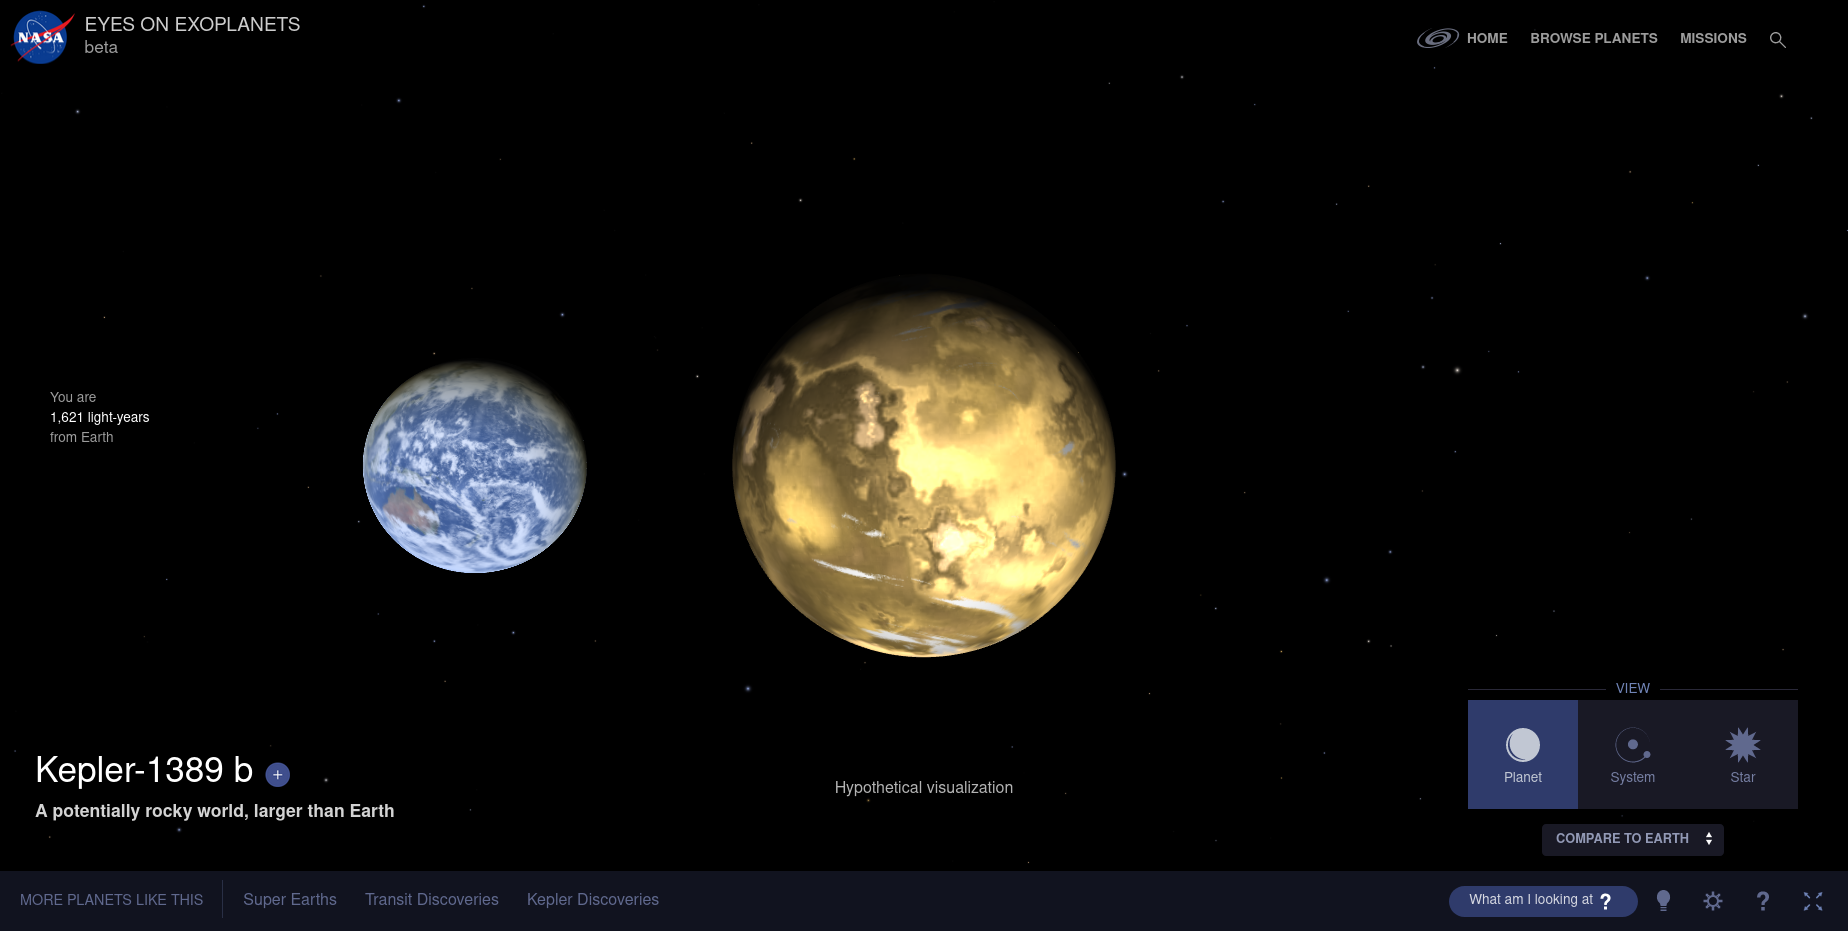 NASA
EYES ON EXOPLANETS
beta
HOME
BROWSE PLANETS
MISSIONS
You are
1,621 light-years
from Earth
Kepler-1389 b +
A potentially rocky world, larger than Earth
Hypothetical visualization
VIEW
Planet
System
Star
COMPARE TO EARTH
MORE PLANETS LIKE THIS
Super Earths
Transit Discoveries
Kepler Discoveries
What am I looking at ?
?